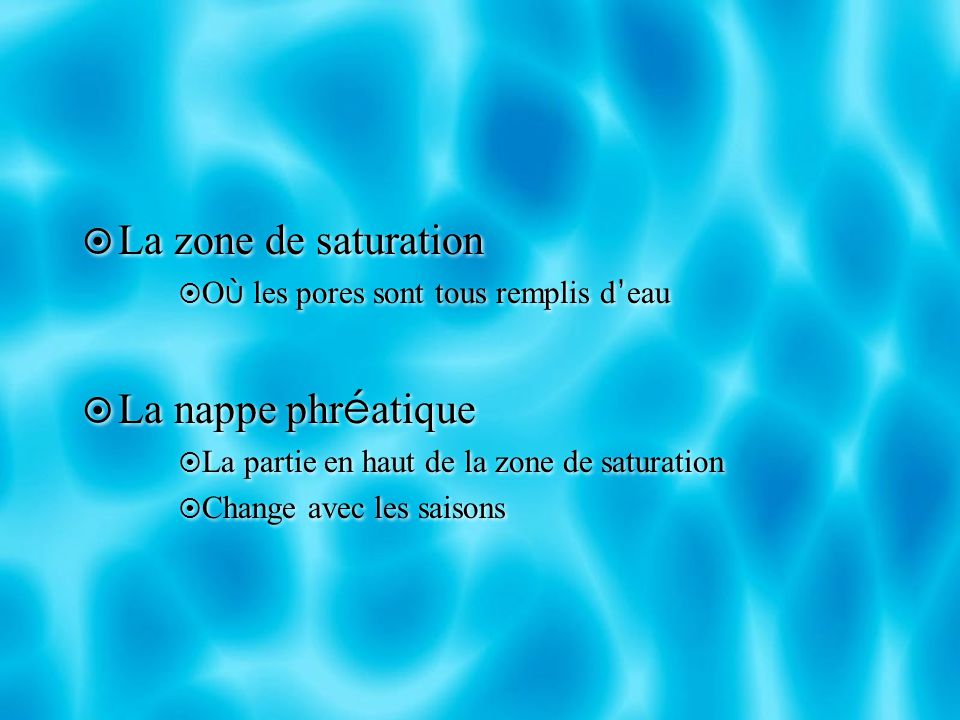 ⊙ La zone de saturation
⊙ Où les pores sont tous remplis d’eau
⊙ La nappe phréatique
⊙ La partie en haut de la zone de saturation
⊙ Change avec les saisons